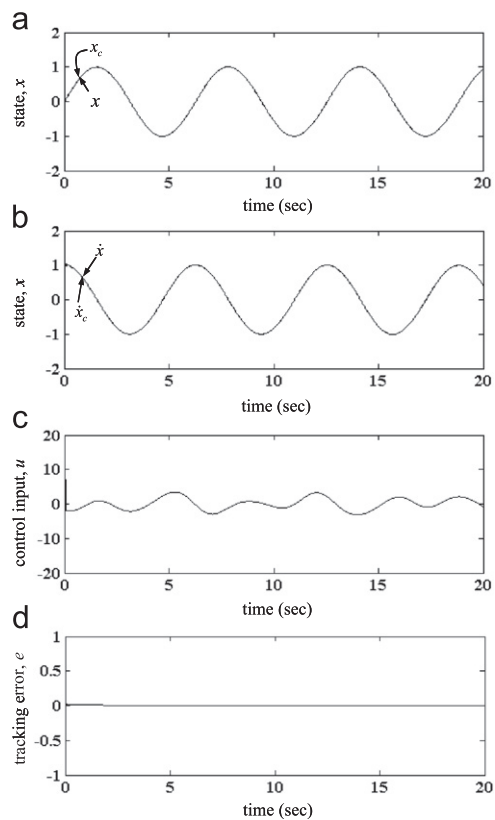 a
x_c
x
state, x
2
1
0
-1
-2
0 5 10 15 20
time (sec)
b
ẋ
ẋ_c
state, x
2
1
0
-1
-2
0 5 10 15 20
time (sec)
c
control input, u
20
10
0
-10
-20
0 5 10 15 20
time (sec)
d
tracking error, e
1
0.5
0
-0.5
-1
0 5 10 15 20
time (sec)